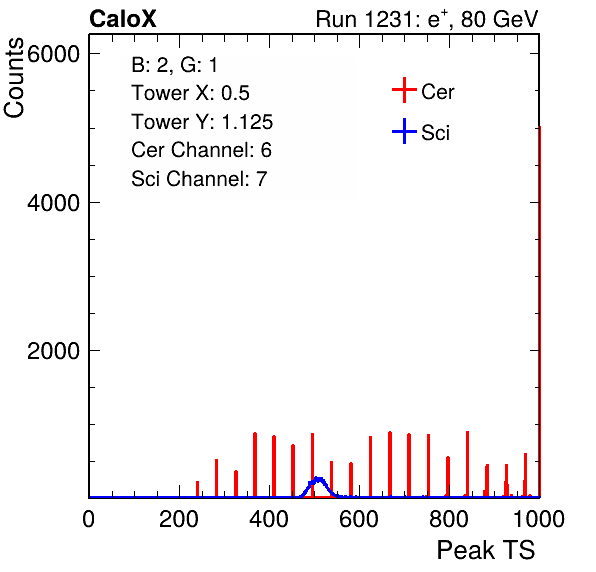 CaloX Run 1231: e+, 80 GeV
Counts
6000
4000
2000
B: 2, G: 1
Tower X: 0.5
Tower Y: 1.125
Cer Channel: 6
Sci Channel: 7
Cer
Sci
0 200 400 600 800 1000
Peak TS